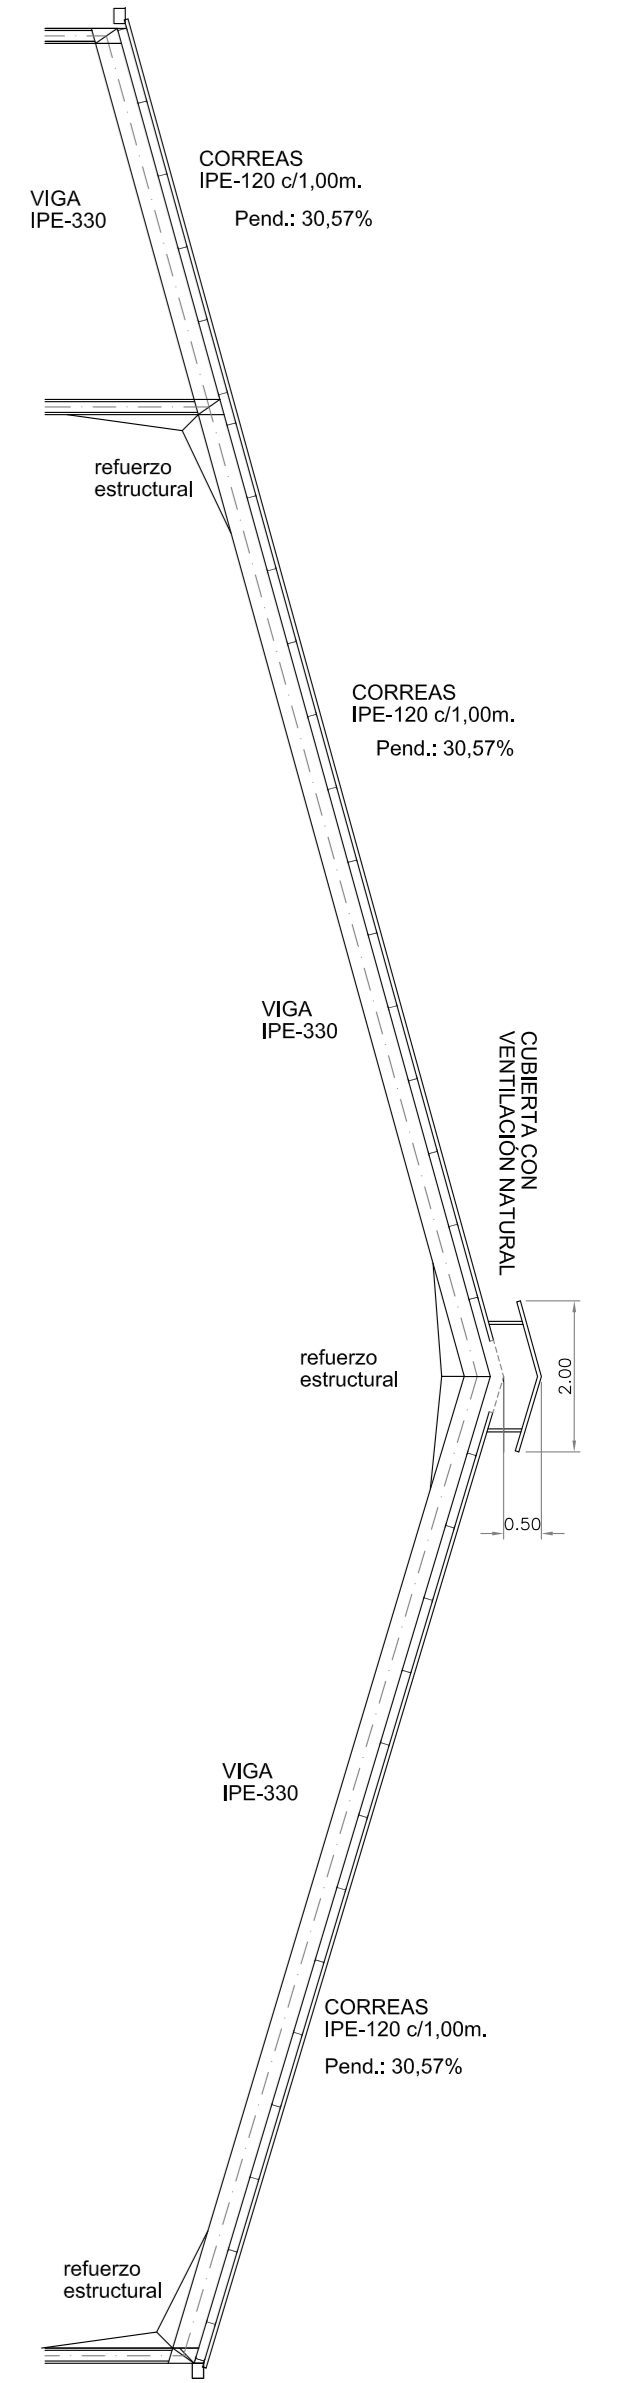 CORREAS
IPE-120 c/1,00m.
Pend.: 30,57%
VIGA
IPE-330
refuerzo
estructural
CORREAS
IPE-120 c/1,00m.
Pend.: 30,57%
VIGA
IPE-330
CUBIERTA CON
VENTILACIÓN NATURAL
refuerzo
estructural
2.00
0.50
VIGA
IPE-330
CORREAS
IPE-120 c/1,00m.
Pend.: 30,57%
refuerzo
estructural